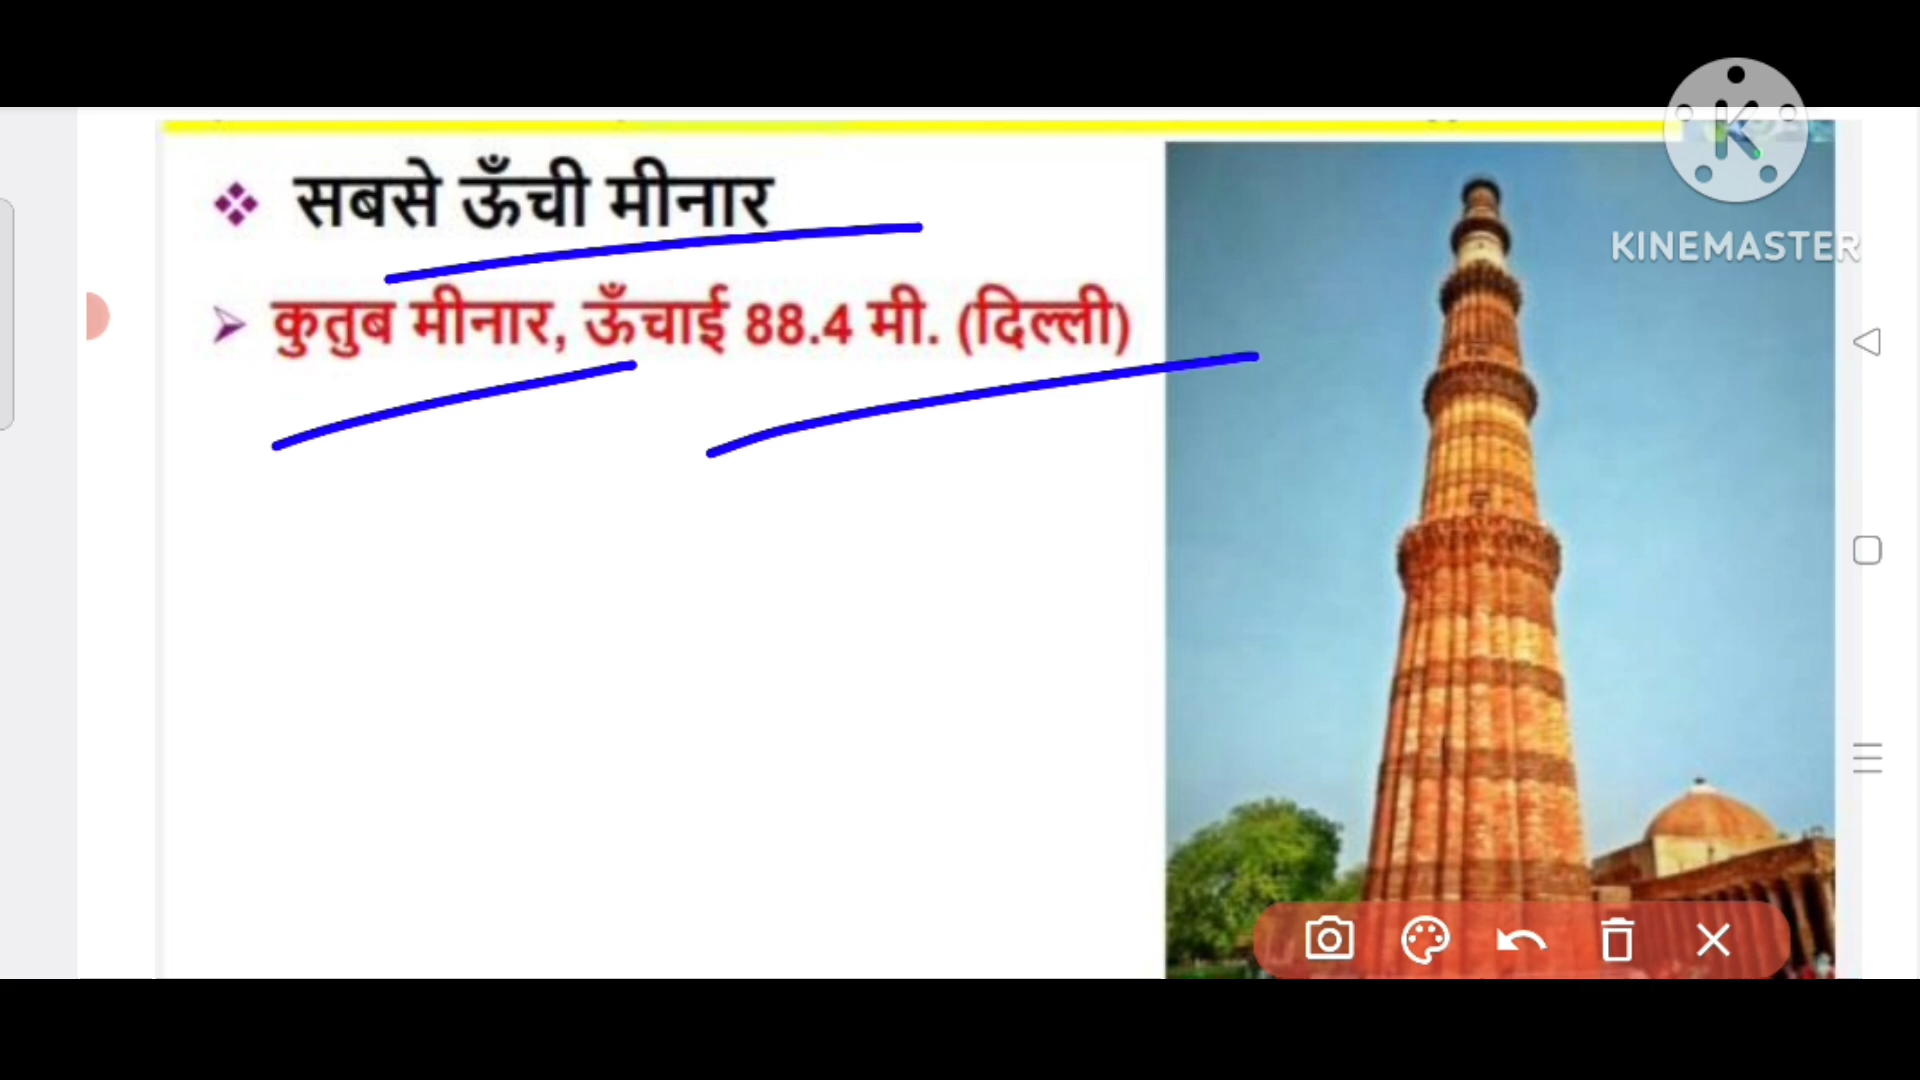 सबसे ऊँची मीनार
कुतुब मीनार, ऊँचाई 88.4 मी. (दिल्ली)
KINEMASTER